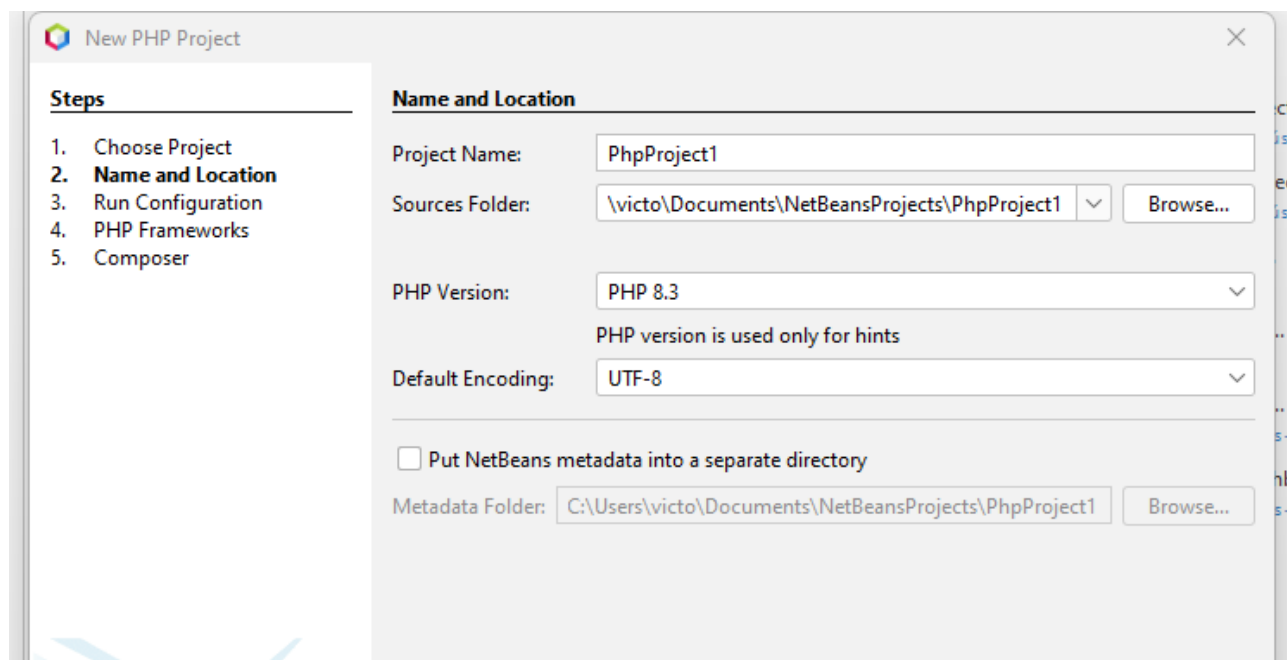 New PHP Project
Steps
1. Choose Project
2. Name and Location
3. Run Configuration
4. PHP Frameworks
5. Composer
Name and Location
Project Name: PhpProject1
Sources Folder: \victo\Documents\NetBeansProjects\PhpProject1 Browse...
PHP Version: PHP 8.3
PHP version is used only for hints
Default Encoding: UTF-8
Put NetBeans metadata into a separate directory
Metadata Folder: C:\Users\victo\Documents\NetBeansProjects\PhpProject1 Browse...